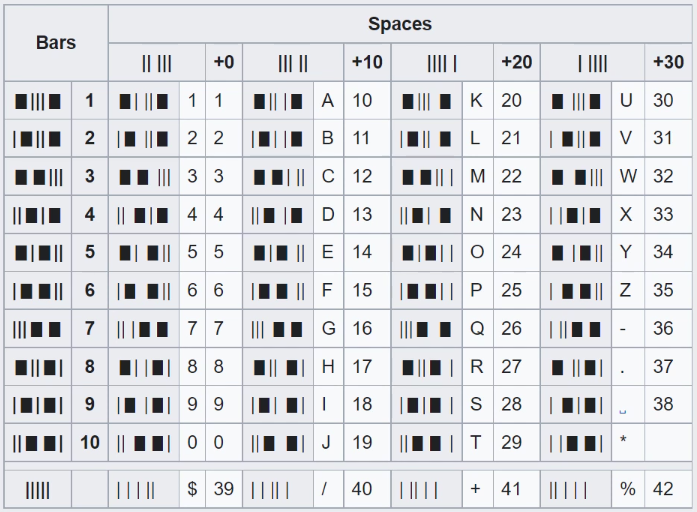 Bars Spaces
+0 +10 +20 +30
1 1 1 A 10 K 20 U 30
2 2 2 B 11 L 21 V 31
3 3 3 C 12 M 22 W 32
4 4 4 D 13 N 23 X 33
5 5 5 E 14 O 24 Y 34
6 6 6 F 15 P 25 Z 35
7 7 7 G 16 Q 26 - 36
8 8 8 H 17 R 27 . 37
9 9 9 I 18 S 28 ␣ 38
10 0 0 J 19 T 29 *
$ 39 / 40 + 41 % 42